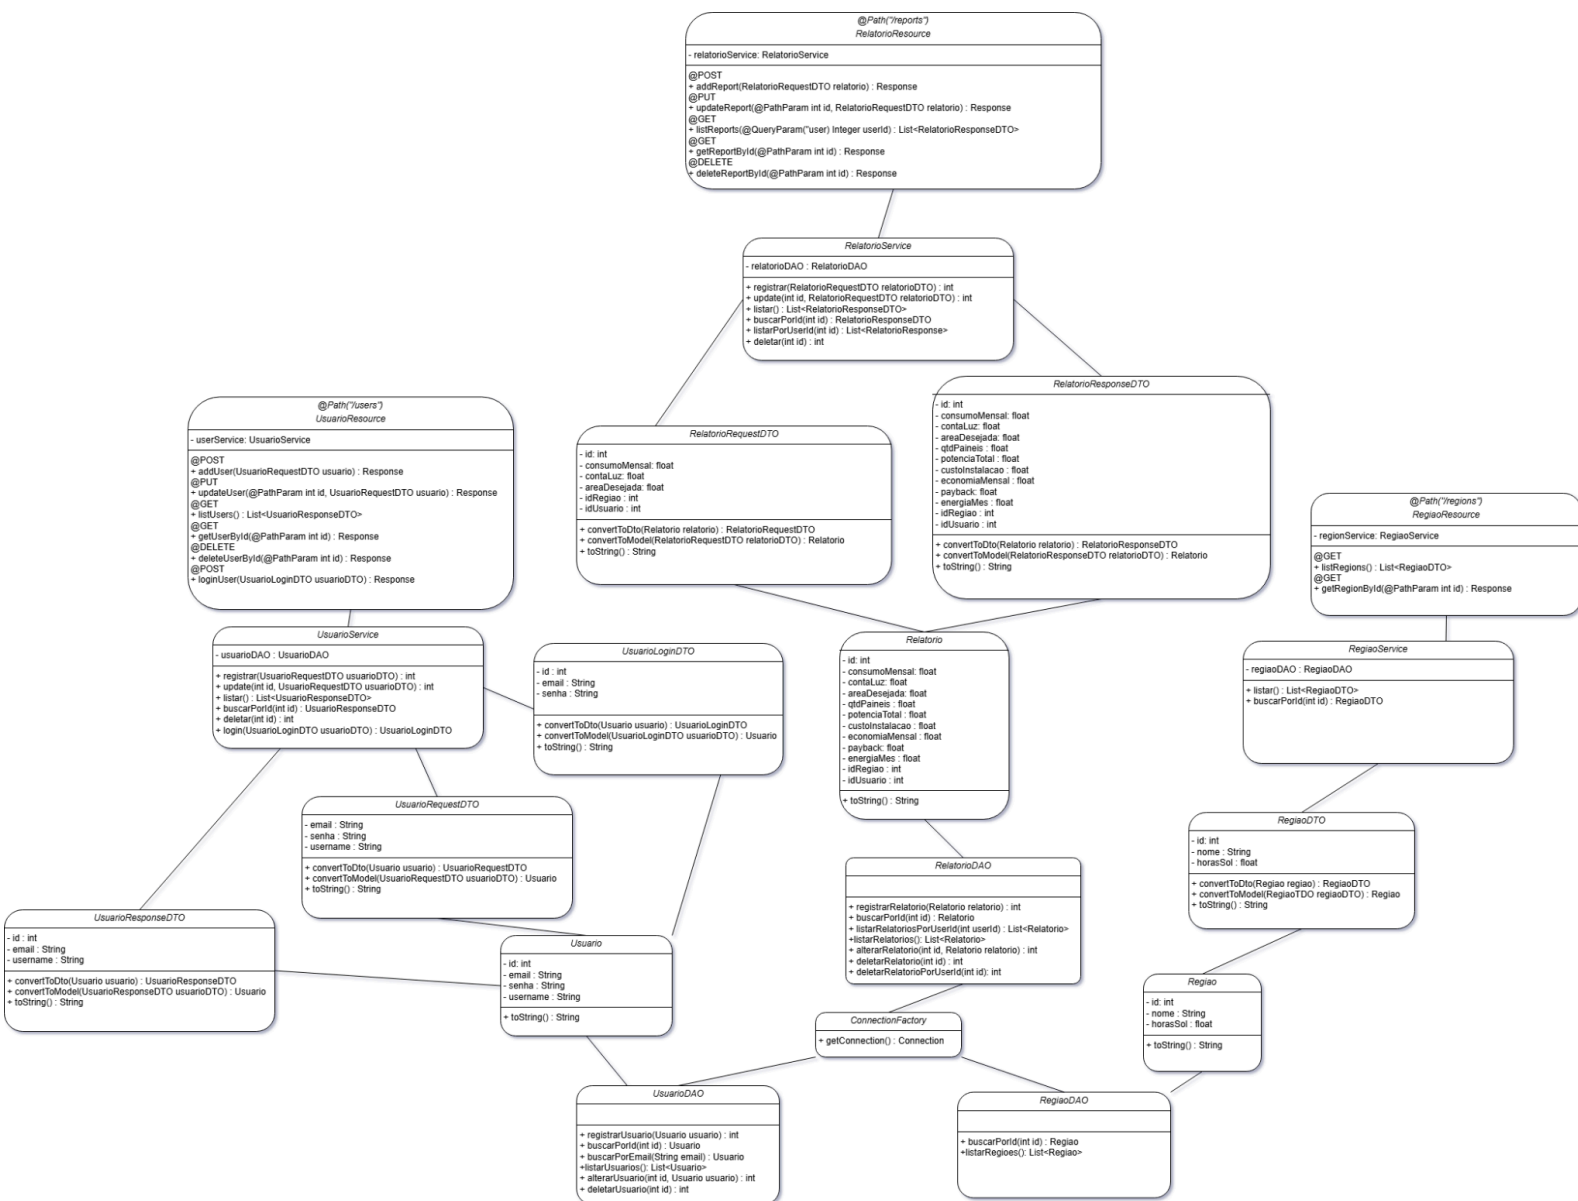 @Path("/reports")
RelatorioResource
- relatorioService: RelatorioService
@POST
+ addReport(RelatorioRequestDTO relatorio) : Response
@PUT
+ updateReport(@PathParam int id, RelatorioRequestDTO relatorio) : Response
@GET
+ listReports(@QueryParam("user) Integer userId) : List<RelatorioResponseDTO>
@GET
+ getReportById(@PathParam int id) : Response
@DELETE
+ deleteReportById(@PathParam int id) : Response
RelatorioService
- relatorioDAO : RelatorioDAO
+ registrar(RelatorioRequestDTO relatorioDTO) : int
+ update(int id, RelatorioRequestDTO relatorioDTO) : int
+ listar() : List<RelatorioResponseDTO>
+ buscarPorId(int id) : RelatorioResponseDTO
+ listarPorUserId(int id) : List<RelatorioResponse>
+ deletar(int id) : int
RelatorioResponseDTO
- id: int
- consumoMensal: float
- contaLuz: float
- areaDesejada: float
- qtdPaineis: float
- potenciaTotal : float
- custoInstalacao : float
- economiaMensal : float
- payback: float
- energiaMes : float
- idRegiao : int
- idUsuario : int
+ convertToDto(Relatorio relatorio) : RelatorioResponseDTO
+ convertToModel(RelatorioResponseDTO relatorioDTO) : Relatorio
+ toString() : String
@Path("/users")
UsuarioResource
- userService: UsuarioService
@POST
+ addUser(UsuarioRequestDTO usuario) : Response
@PUT
+ updateUser(@PathParam int id, UsuarioRequestDTO usuario) : Response
@GET
+ listUsers() : List<UsuarioResponseDTO>
@GET
+ getUserById(@PathParam int id) : Response
@DELETE
+ deleteUserById(@PathParam int id) : Response
@POST
+ loginUser(UsuarioLoginDTO usuarioDTO) : Response
RelatorioRequestDTO
- id: int
- consumoMensal: float
- contaLuz: float
- areaDesejada: float
- idRegiao : int
- idUsuario : int
+ convertToDto(Relatorio relatorio) : RelatorioRequestDTO
+ convertToModel(RelatorioRequestDTO relatorioDTO) : Relatorio
+ toString() : String
@Path("/regions")
RegiaoResource
- regionService: RegiaoService
@GET
+ listRegions() : List<RegiaoDTO>
@GET
+ getRegionById(@PathParam int id) : Response
UsuarioService
- usuarioDAO : UsuarioDAO
+ registrar(UsuarioRequestDTO usuarioDTO) : int
+ update(int id, UsuarioRequestDTO usuarioDTO) : int
+ listar() : List<UsuarioResponseDTO>
+ buscarPorId(int id) : UsuarioResponseDTO
+ deletar(int id) : int
+ login(UsuarioLoginDTO usuarioDTO) : UsuarioLoginDTO
UsuarioLoginDTO
- id : int
- email : String
- senha : String
+ convertToDto(Usuario usuario) : UsuarioLoginDTO
+ convertToModel(UsuarioLoginDTO usuarioDTO) : Usuario
+ toString() : String
Relatorio
- id: int
- consumoMensal : float
- contaLuz: float
- areaDesejada: float
- qtdPaineis : float
- potenciaTotal : float
- custoInstalacao : float
- economiaMensal : float
- payback: float
- energiaMes : float
- idRegiao : int
- idUsuario : int
+ toString() : String
RegiaoService
- regiaoDAO : RegiaoDAO
+ listar() : List<RegiaoDTO>
+ buscarPorId(int id) : RegiaoDTO
UsuarioRequestDTO
- email : String
- senha : String
- username : String
+ convertToDto(Usuario usuario) : UsuarioRequestDTO
+ convertToModel(UsuarioRequestDTO usuarioDTO) : Usuario
+ toString() : String
RegiaoDTO
- id: int
- nome : String
- horasSol : float
+ convertToDto(Regiao regiao) : RegiaoDTO
+ convertToModel(RegiaoTDO regiaoDTO) : Regiao
+ toString() : String
RelatorioDAO
+ registrarRelatorio(Relatorio relatorio) : int
+ buscarPorId(int id) : Relatorio
+ listarRelatoriosPorUserId(int userId) : List<Relatorio>
+listarRelatorios(): List<Relatorio>
+ alterarRelatorio(int id, Relatorio relatorio) : int
+ deletarRelatorio(int id) : int
+ deletarRelatorioPorUserId(int id): int
UsuarioResponseDTO
- id : int
- email : String
- username : String
+ convertToDto(Usuario usuario) : UsuarioResponseDTO
+ convertToModel(UsuarioResponseDTO usuarioDTO) : Usuario
+ toString() : String
Usuario
- id: int
- email : String
- senha : String
- username : String
+ toString() : String
Regiao
- id: int
- nome : String
- horasSol : float
+ toString() : String
ConnectionFactory
+ getConnection() : Connection
UsuarioDAO
+ registrarUsuario(Usuario usuario) : int
+ buscarPorId(int id) : Usuario
+ buscarPorEmail(String email) : Usuario
+listarUsuarios(): List<Usuario>
+ alterarUsuario(int id, Usuario usuario) : int
+ deletarUsuario(int id) : int
RegiaoDAO
+ buscarPorId(int id) : Regiao
+listarRegioes(): List<Regiao>